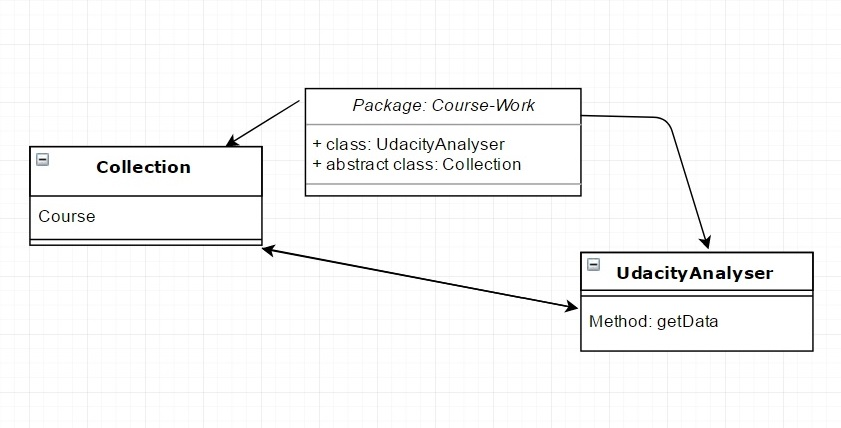 Package: Course-Work
+ class: UdacityAnalyser
+ abstract class: Collection
Collection
Course
UdacityAnalyser
Method: getData